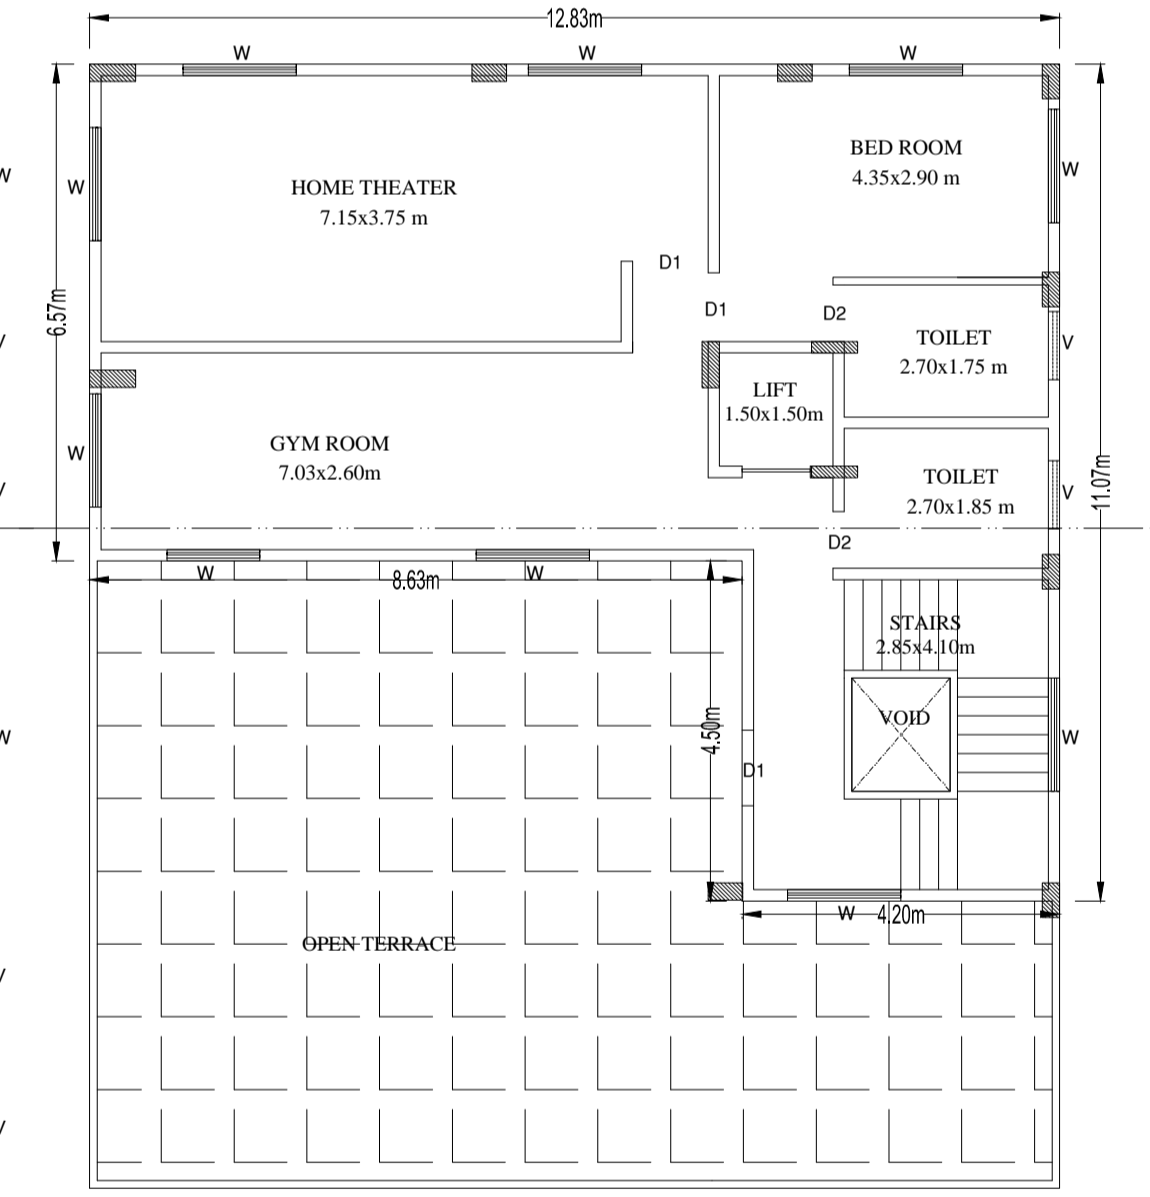 12.83m
W
W
W
BED ROOM
4.35x2.90 m
W
W
W
HOME THEATER
7.15x3.75 m
D1
D1
D2
6.57m
TOILET
2.70x1.75 m
V
V
LIFT
1.50x1.50m
GYM ROOM
7.03x2.60m
W
TOILET
2.70x1.85 m
V
V
11.07m
D2
W
8.63m
W
STAIRS
2.85x4.10m
VOID
4.50m
D1
W
W
W
4.20m
OPEN TERRACE